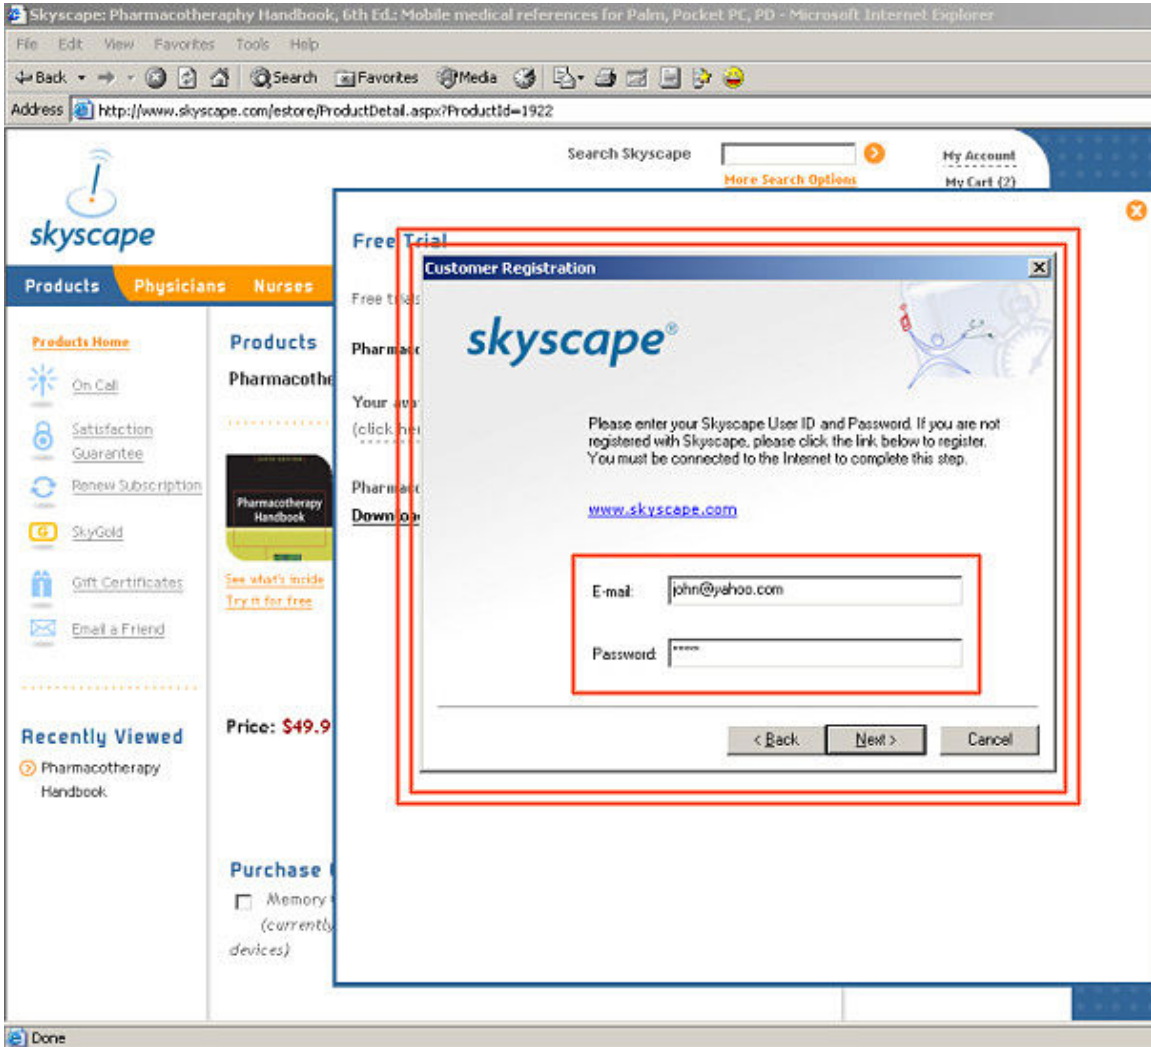 Skyscape: Pharmacotheraphy Handbook, 6th Ed.: Mobile medical references for Palm, Pocket PC, PD - Microsoft Internet Explorer
File Edit View Favorites Tools Help
Back Search Favorites Media
Address http://www.skyscape.com/estore/ProductDetail.aspx?ProductId=1922
Search Skyscape
My Account
More Search Options
My Cart (2)
skyscape
Products Physicians Nurses
Products Home
On Call
Satisfaction
Guarantee
Renew Subscription
SkyGold
Gift Certificates
Email a Friend
Recently Viewed
Pharmacotherapy
Handbook
Products
Pharmacothe
Pharmacotherapy
Handbook
See what's inside
Try it for free
Price: $49.9
Purchase
Memory
(currently
devices)
Free Trial
Free trials
Pharmac
Your ava
(click her
Pharmac
Download
Customer Registration
skyscape®
Please enter your Skyscape User ID and Password. If you are not
registered with Skyscape, please click the link below to register.
You must be connected to the Internet to complete this step.
www.skyscape.com
E-mail: john@yahoo.com
Password: *****
< Back Next > Cancel
Done